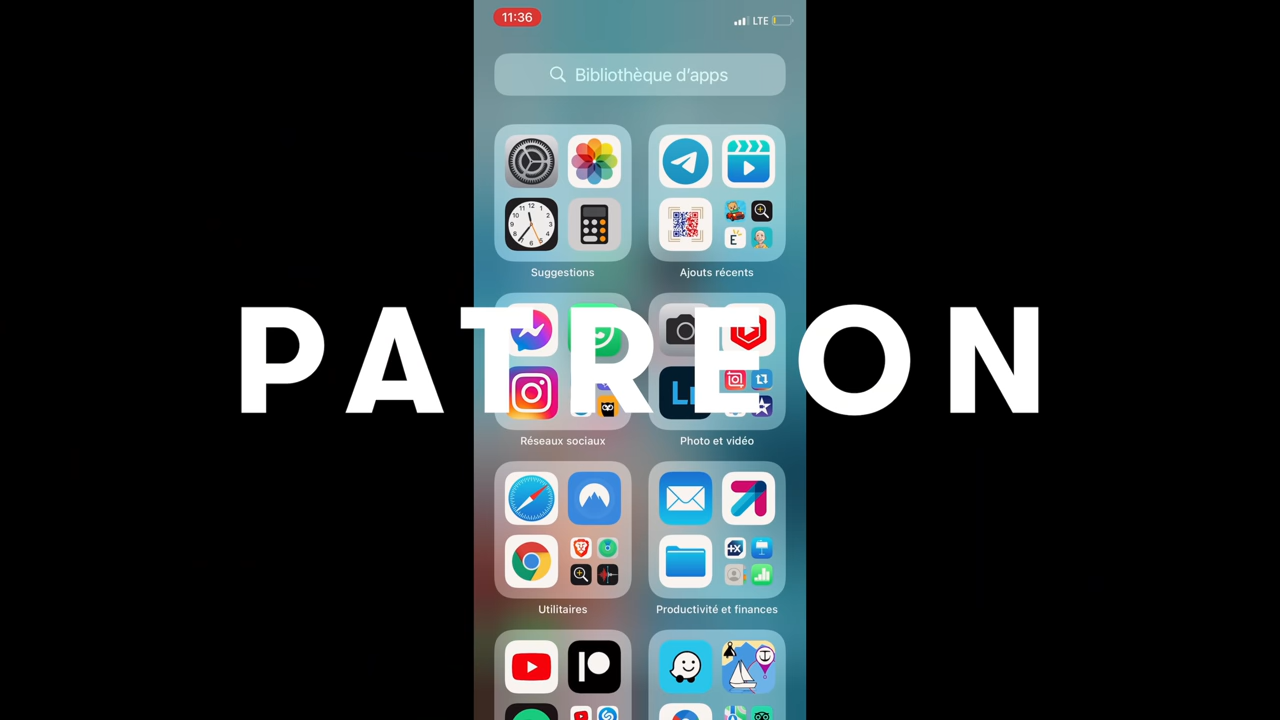 11:36
LTE
Bibliothèque d'apps
Suggestions
Ajouts récents
PATREON
Réseaux sociaux
Photo et vidéo
Utilitaires
Productivité et finances